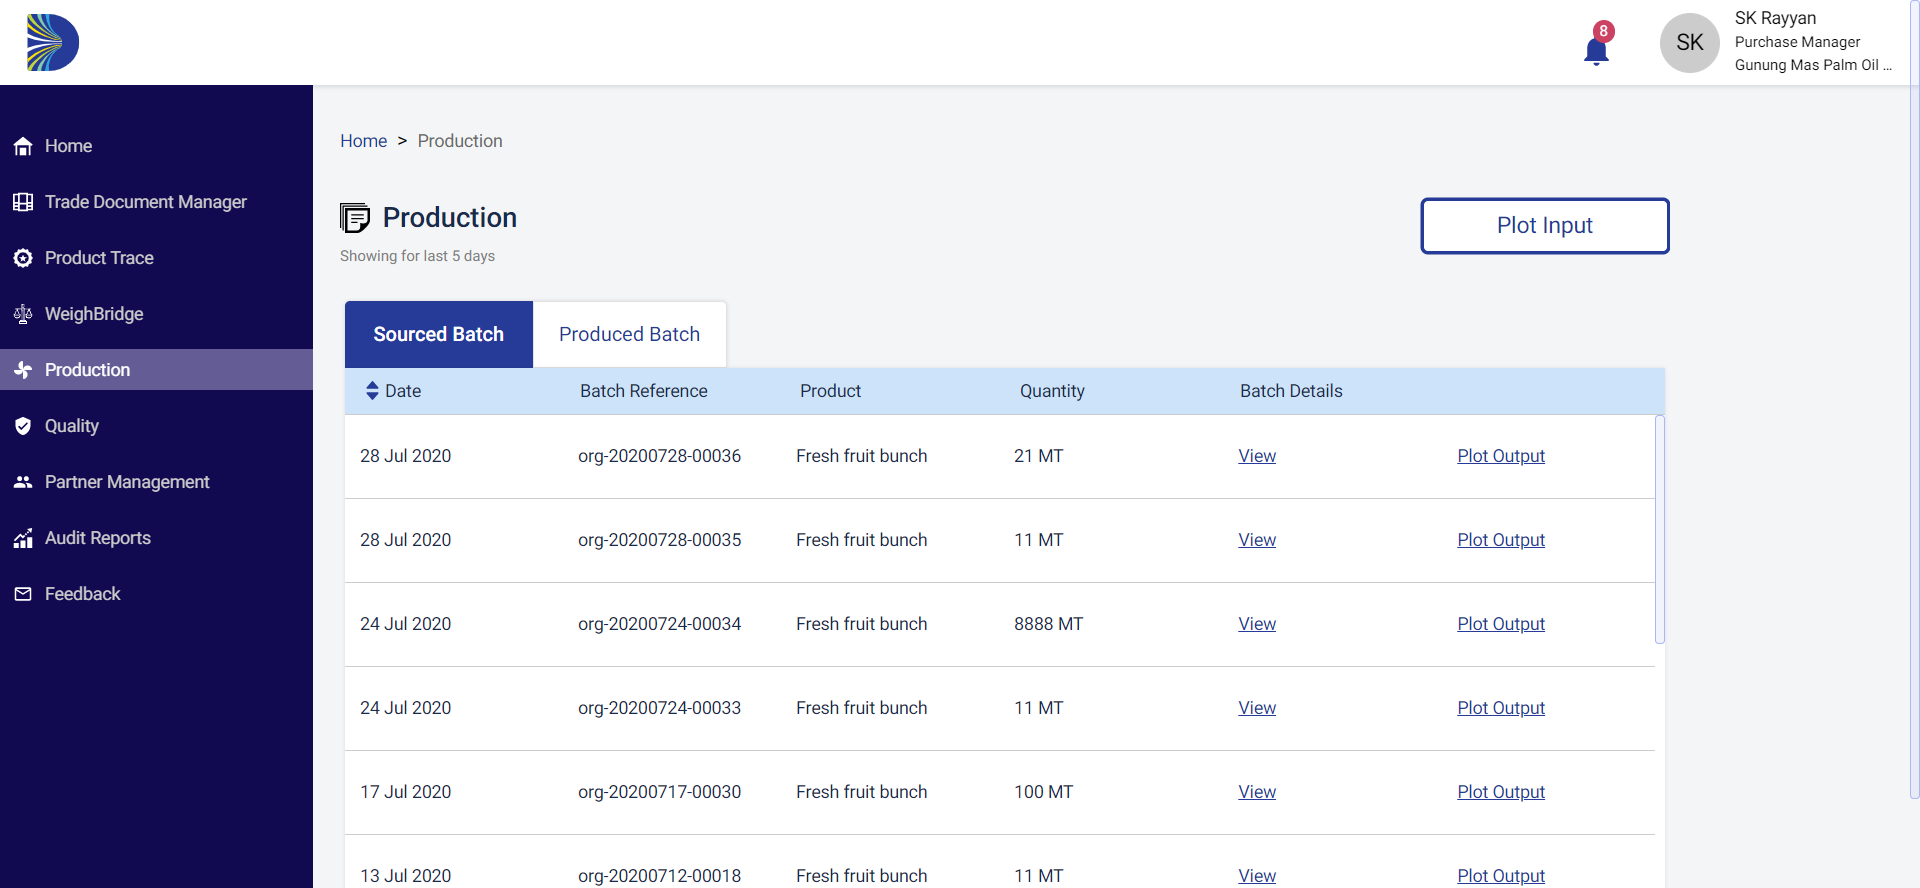 8
SK
SK Rayyan
Purchase Manager
Gunung Mas Palm Oil ...
Home
Trade Document Manager
Product Trace
WeighBridge
Production
Quality
Partner Management
Audit Reports
Feedback
Home > Production
Production
Showing for last 5 days
Plot Input
Sourced Batch Produced Batch
Date Batch Reference Product Quantity Batch Details
28 Jul 2020 org-20200728-00036 Fresh fruit bunch 21 MT View Plot Output
28 Jul 2020 org-20200728-00035 Fresh fruit bunch 11 MT View Plot Output
24 Jul 2020 org-20200724-00034 Fresh fruit bunch 8888 MT View Plot Output
24 Jul 2020 org-20200724-00033 Fresh fruit bunch 11 MT View Plot Output
17 Jul 2020 org-20200717-00030 Fresh fruit bunch 100 MT View Plot Output
13 Jul 2020 org-20200712-00018 Fresh fruit bunch 11 MT View Plot Output